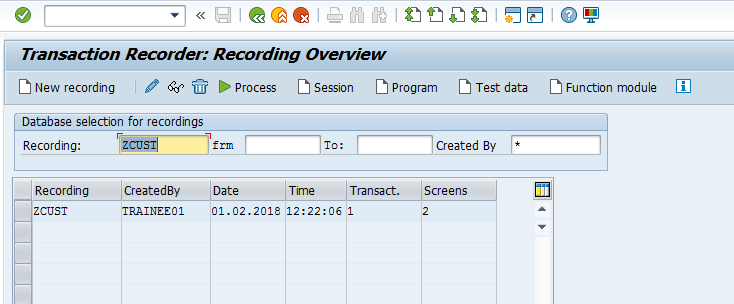 Transaction Recorder: Recording Overview
New recording Process Session Program Test data Function module
Database selection for recordings
Recording: ZCUST frm To: Created By *
Recording CreatedBy Date Time Transact. Screens
ZCUST TRAINEE01 01.02.2018 12:22:06 1 2